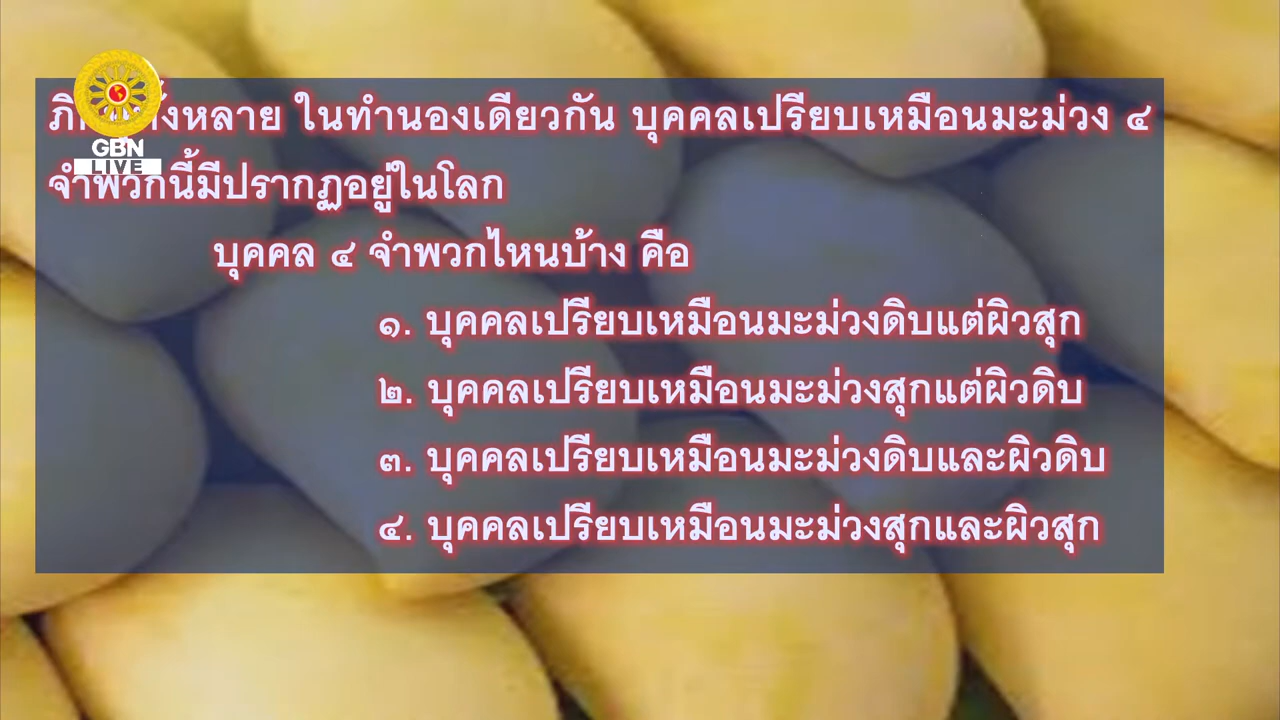 GBN
LIVE
ทั้งหลาย ในทำนองเดียวกัน บุคคลเปรียบเหมือนมะม่วง ๔
จำพวกนี้มีปรากฏอยู่ในโลก
บุคคล ๔ จำพวกไหนบ้าง คือ
๑. บุคคลเปรียบเหมือนมะม่วงดิบแต่ผิวสุก
๒. บุคคลเปรียบเหมือนมะม่วงสุกแต่ผิวดิบ
๓. บุคคลเปรียบเหมือนมะม่วงดิบและผิวดิบ
๔. บุคคลเปรียบเหมือนมะม่วงสุกและผิวสุก